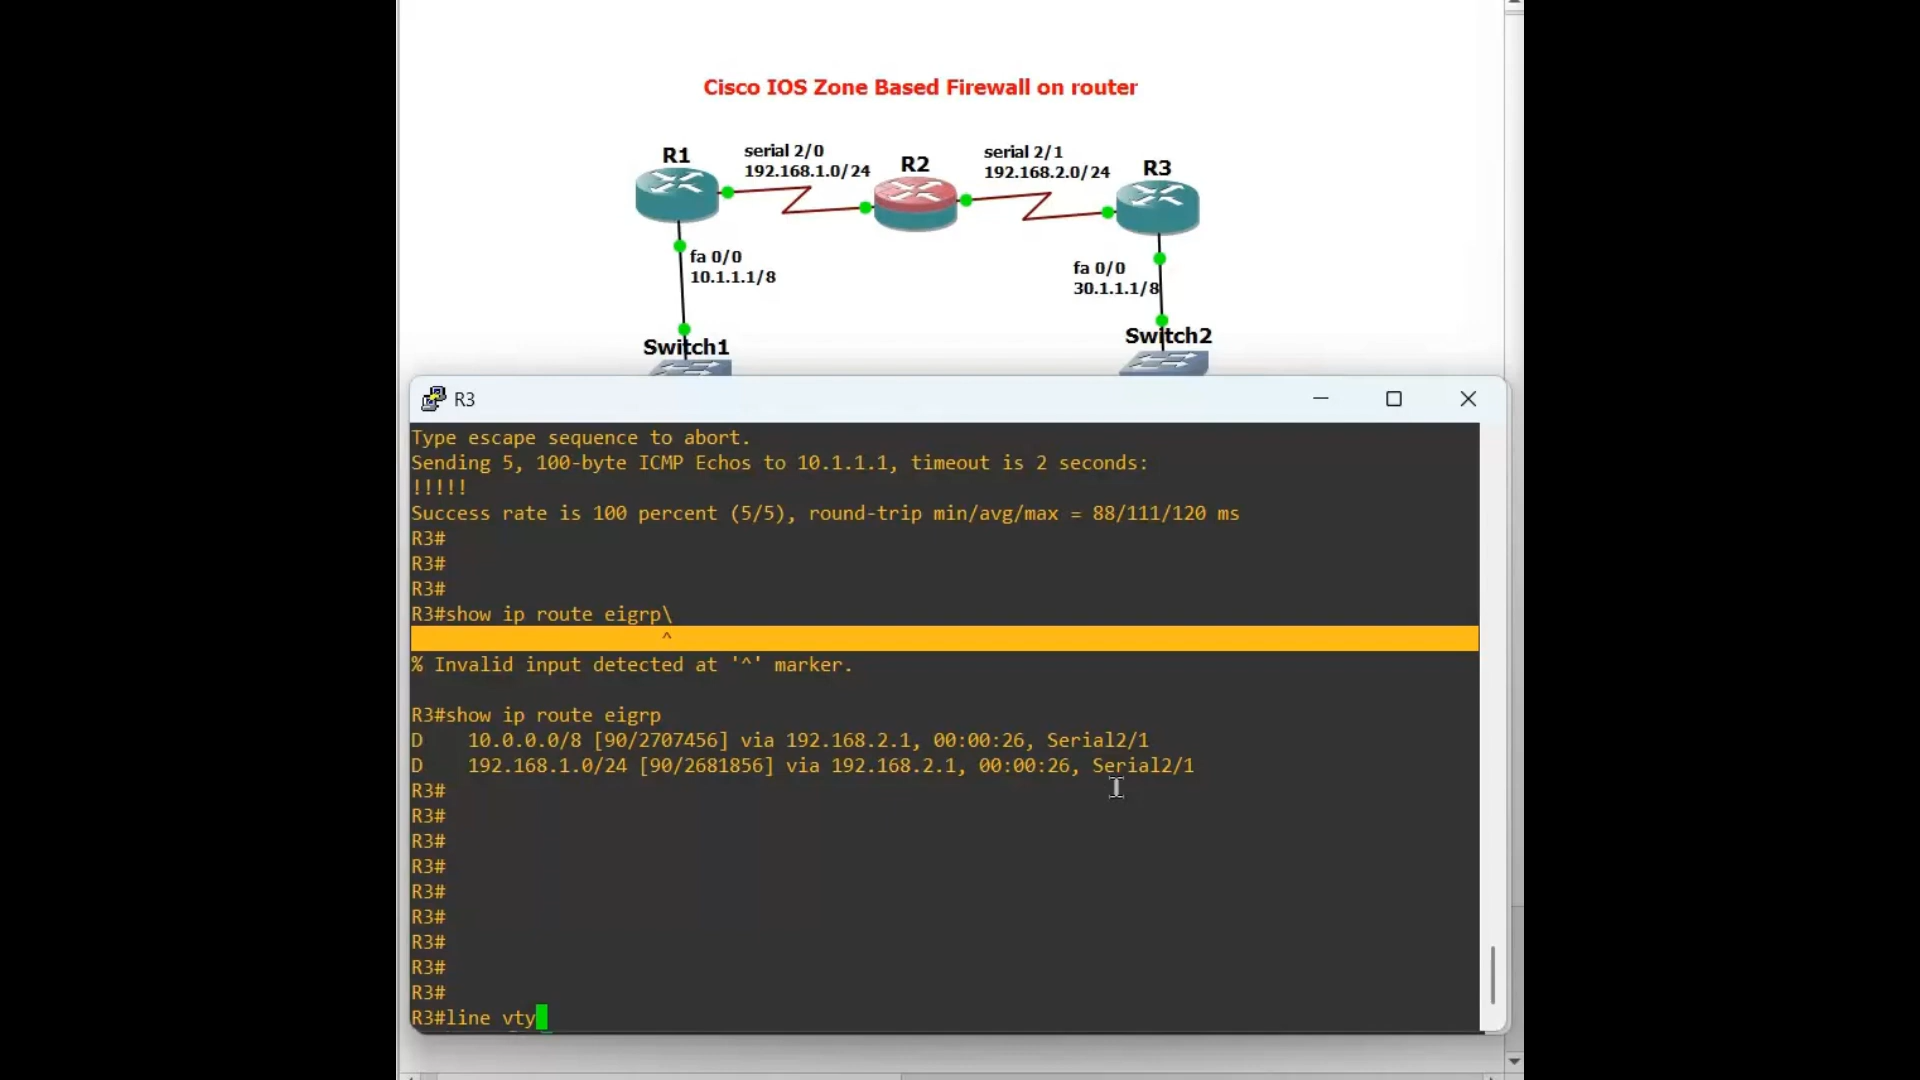 Cisco IOS Zone Based Firewall on router
R1
serial 2/0
192.168.1.0/24
R2
serial 2/1
192.168.2.0/24
R3
fa 0/0
10.1.1.1/8
fa 0/0
30.1.1.1/8
Switch1
Switch2
R3
Type escape sequence to abort.
Sending 5, 100-byte ICMP Echos to 10.1.1.1, timeout is 2 seconds:
!!!!!
Success rate is 100 percent (5/5), round-trip min/avg/max = 88/111/120 ms
R3#
R3#
R3#
R3#show ip route eigrp\
^
% Invalid input detected at '^' marker.
R3#show ip route eigrp
D    10.0.0.0/8 [90/2707456] via 192.168.2.1, 00:00:26, Serial2/1
D    192.168.1.0/24 [90/2681856] via 192.168.2.1, 00:00:26, Serial2/1
R3#
R3#
R3#
R3#
R3#
R3#
R3#
R3#
R3#
R3#line vty